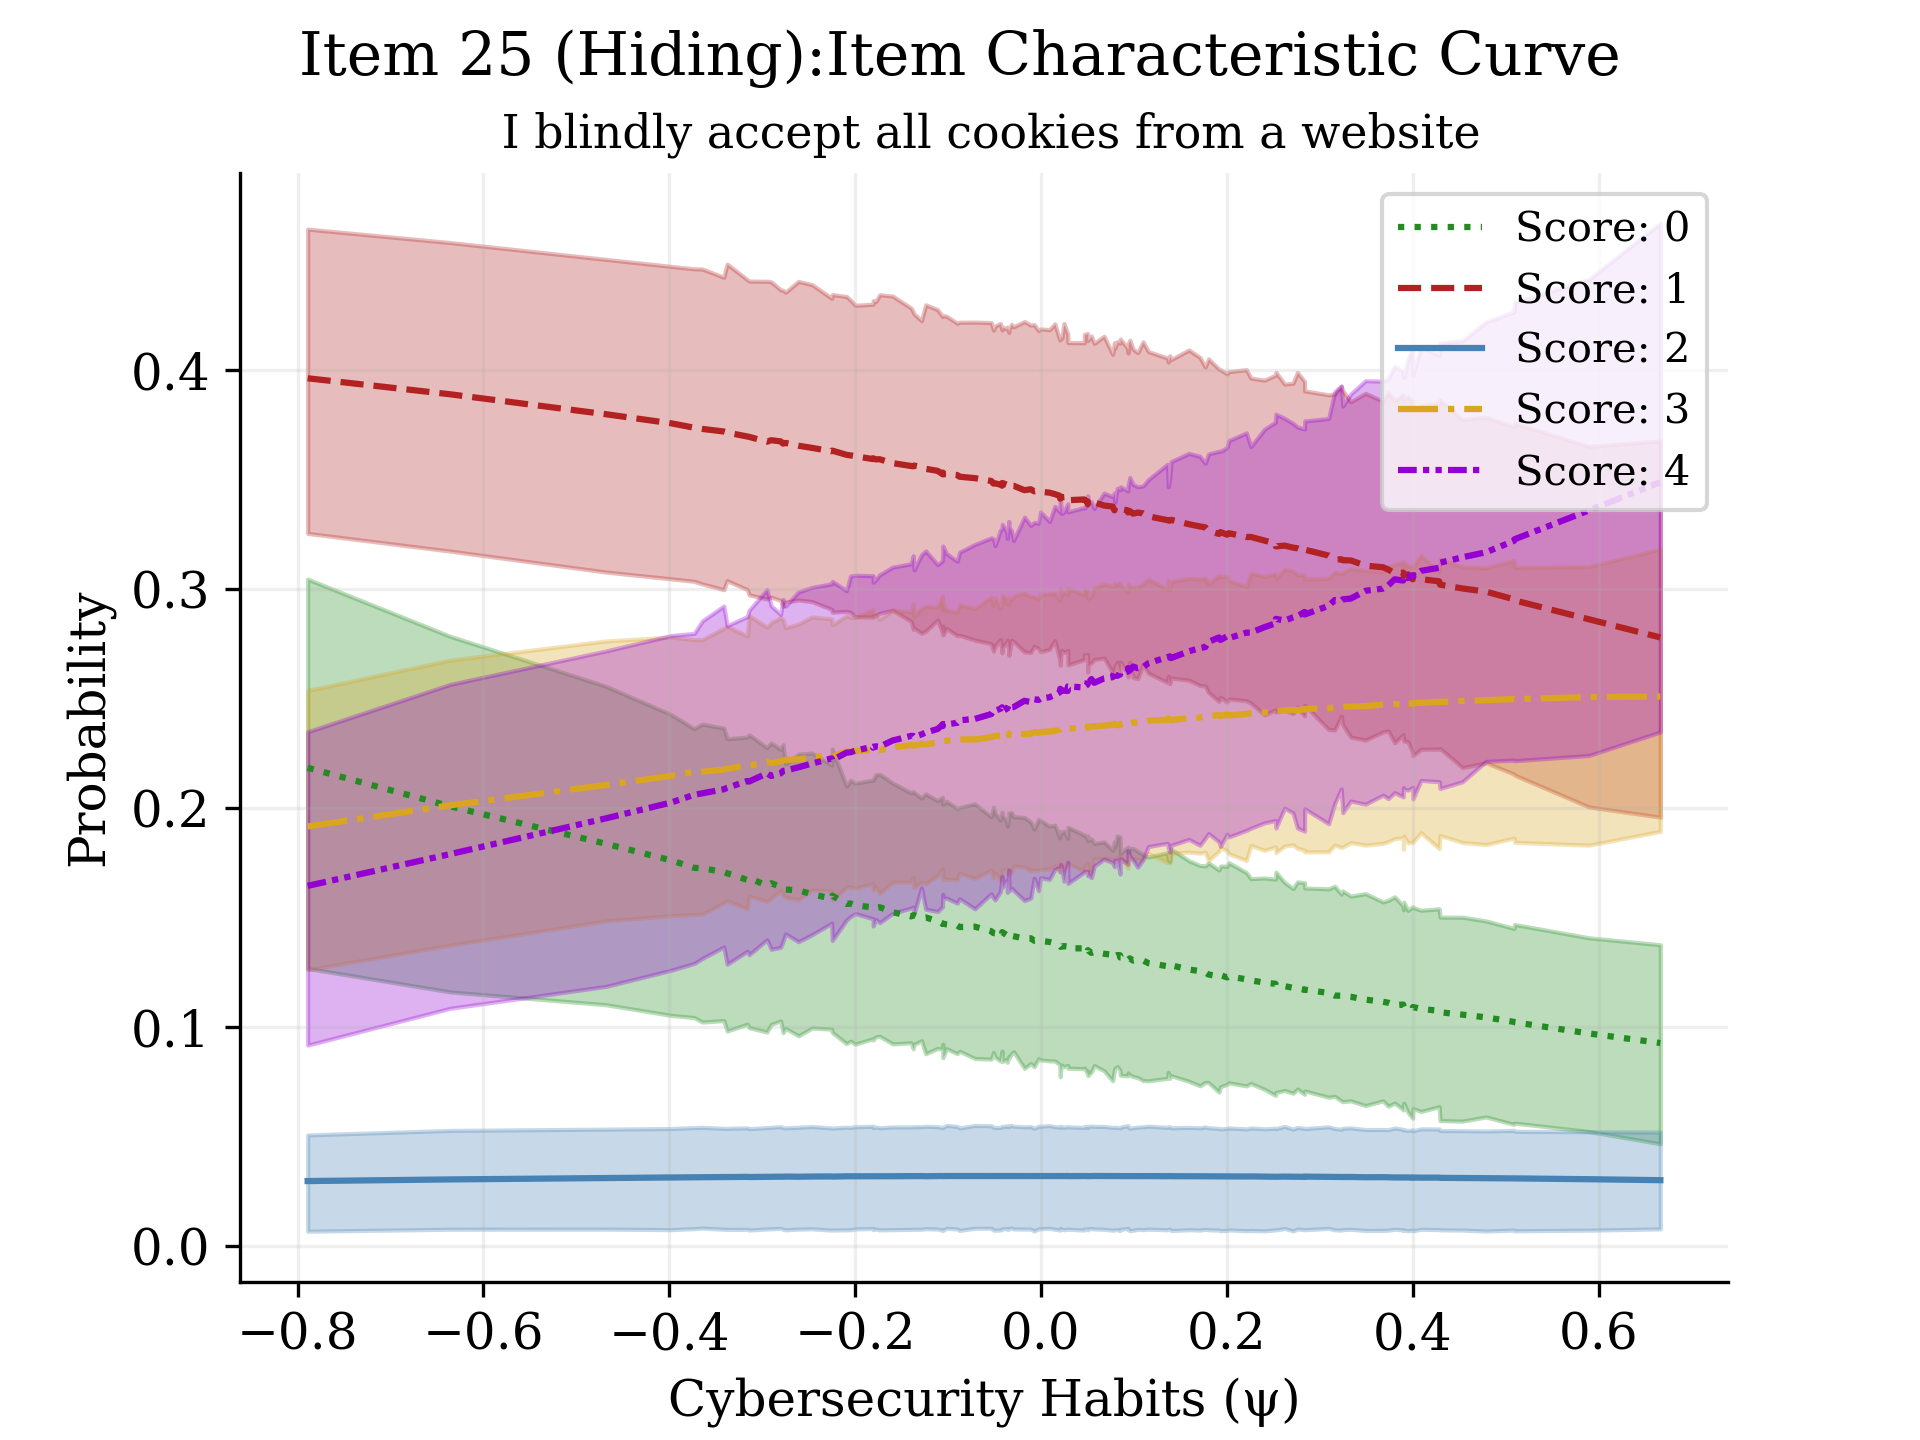 Item 25 (Hiding):Item Characteristic Curve
I blindly accept all cookies from a website
Score: 0
Score: 1
Score: 2
Score: 3
Score: 4
Probability
0.4
0.3
0.2
0.1
0.0
−0.8 −0.6 −0.4 −0.2 0.0 0.2 0.4 0.6
Cybersecurity Habits (ψ)